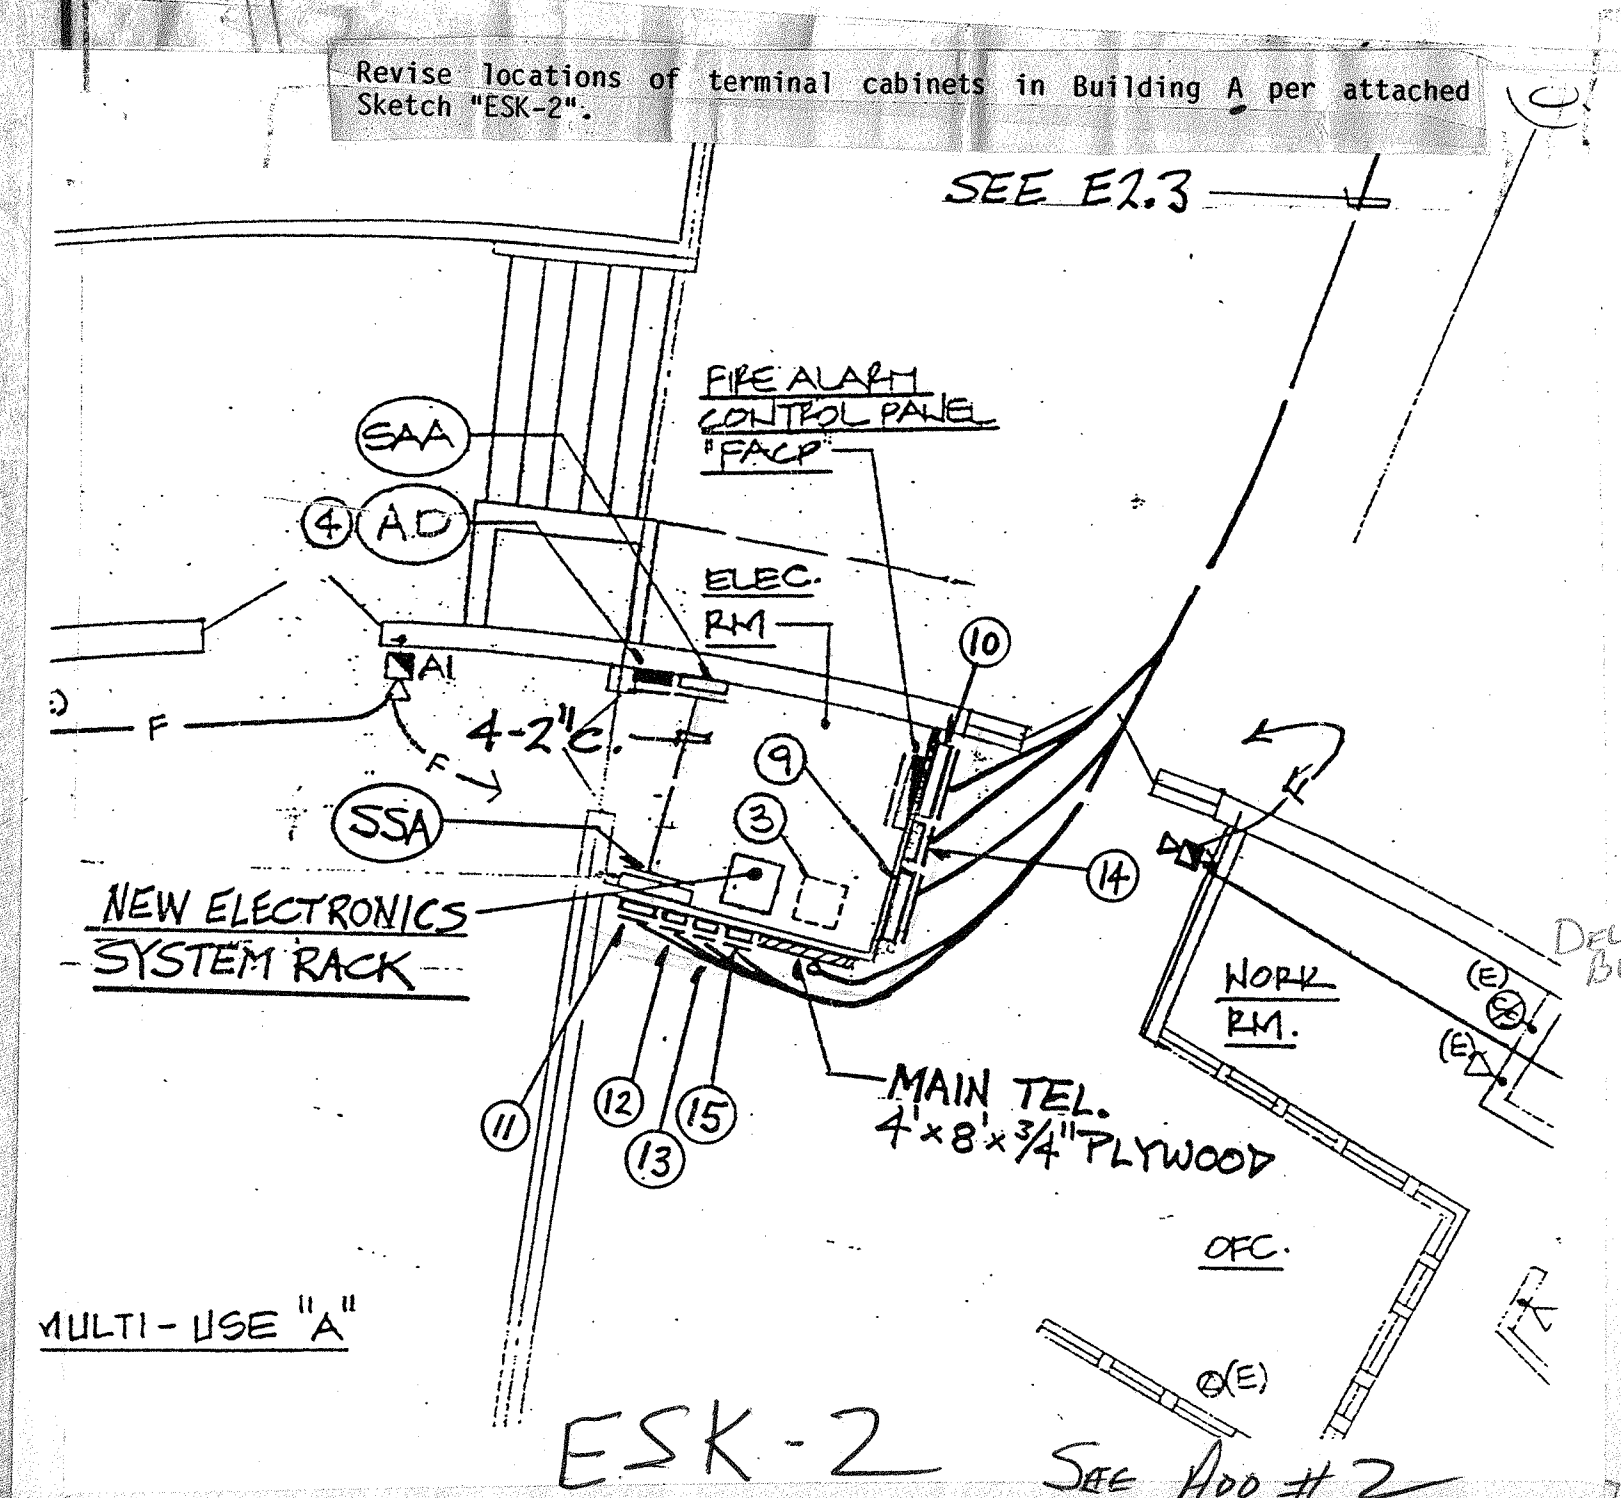 Revise locations of terminal cabinets in Building A per attached
Sketch "ESK-2".
SEE E2.3
FIRE ALARM
CONTROL PANEL
"FACP"
SAA
4 AD
ELEC.
RM
10
A1
F
4-2"C.
F
9
3
SSA
14
NEW ELECTRONICS
SYSTEM RACK
WORK
RM.
(E)
(E)
MAIN TEL.
4'x8'x3/4" PLYWOOD
11
12
13
15
OFC.
MULTI-USE "A"
(E)
ESK-2
SEE ADD #2